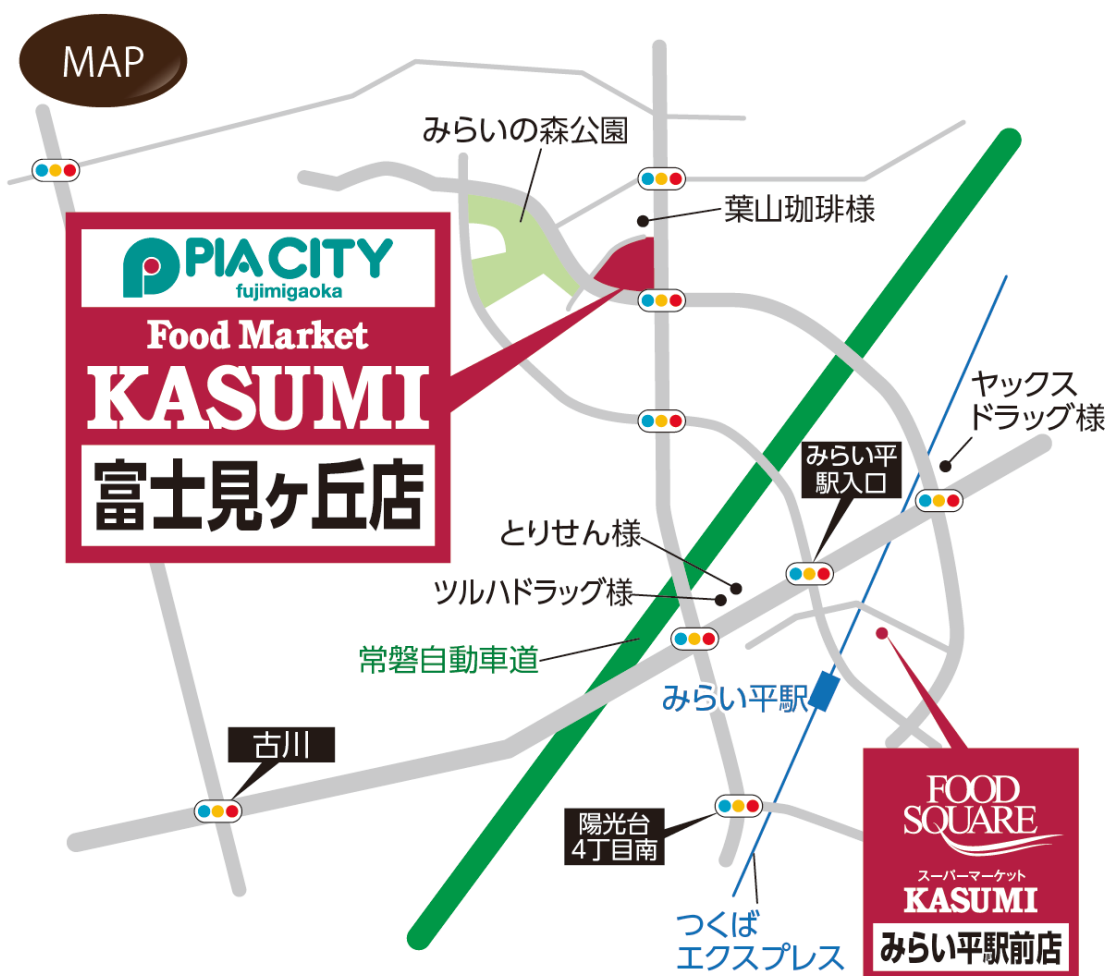 MAP
みらいの森公園
葉山珈琲様
PIA CITY
fujimigaoka
Food Market
KASUMI
富士見ヶ丘店
ヤックス
ドラッグ様
みらい平
駅入口
とりせん様
ツルハドラッグ様
常磐自動車道
みらい平駅
古川
陽光台
4丁目南
つくば
エクスプレス
FOOD
SQUARE
スーパーマーケット
KASUMI
みらい平駅前店